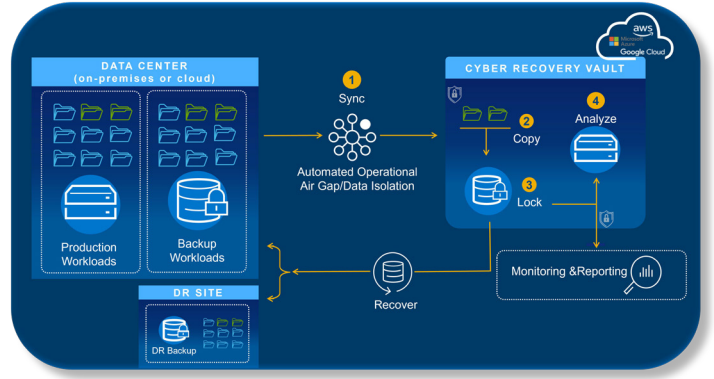 aws
Microsoft
Azure
Google Cloud
DATA CENTER
(on-premises or cloud)
Production
Workloads
Backup
Workloads
1
Sync
Automated Operational
Air Gap/Data Isolation
CYBER RECOVERY VAULT
2
Copy
3
Lock
4
Analyze
Monitoring &Reporting
Recover
DR SITE
DR Backup